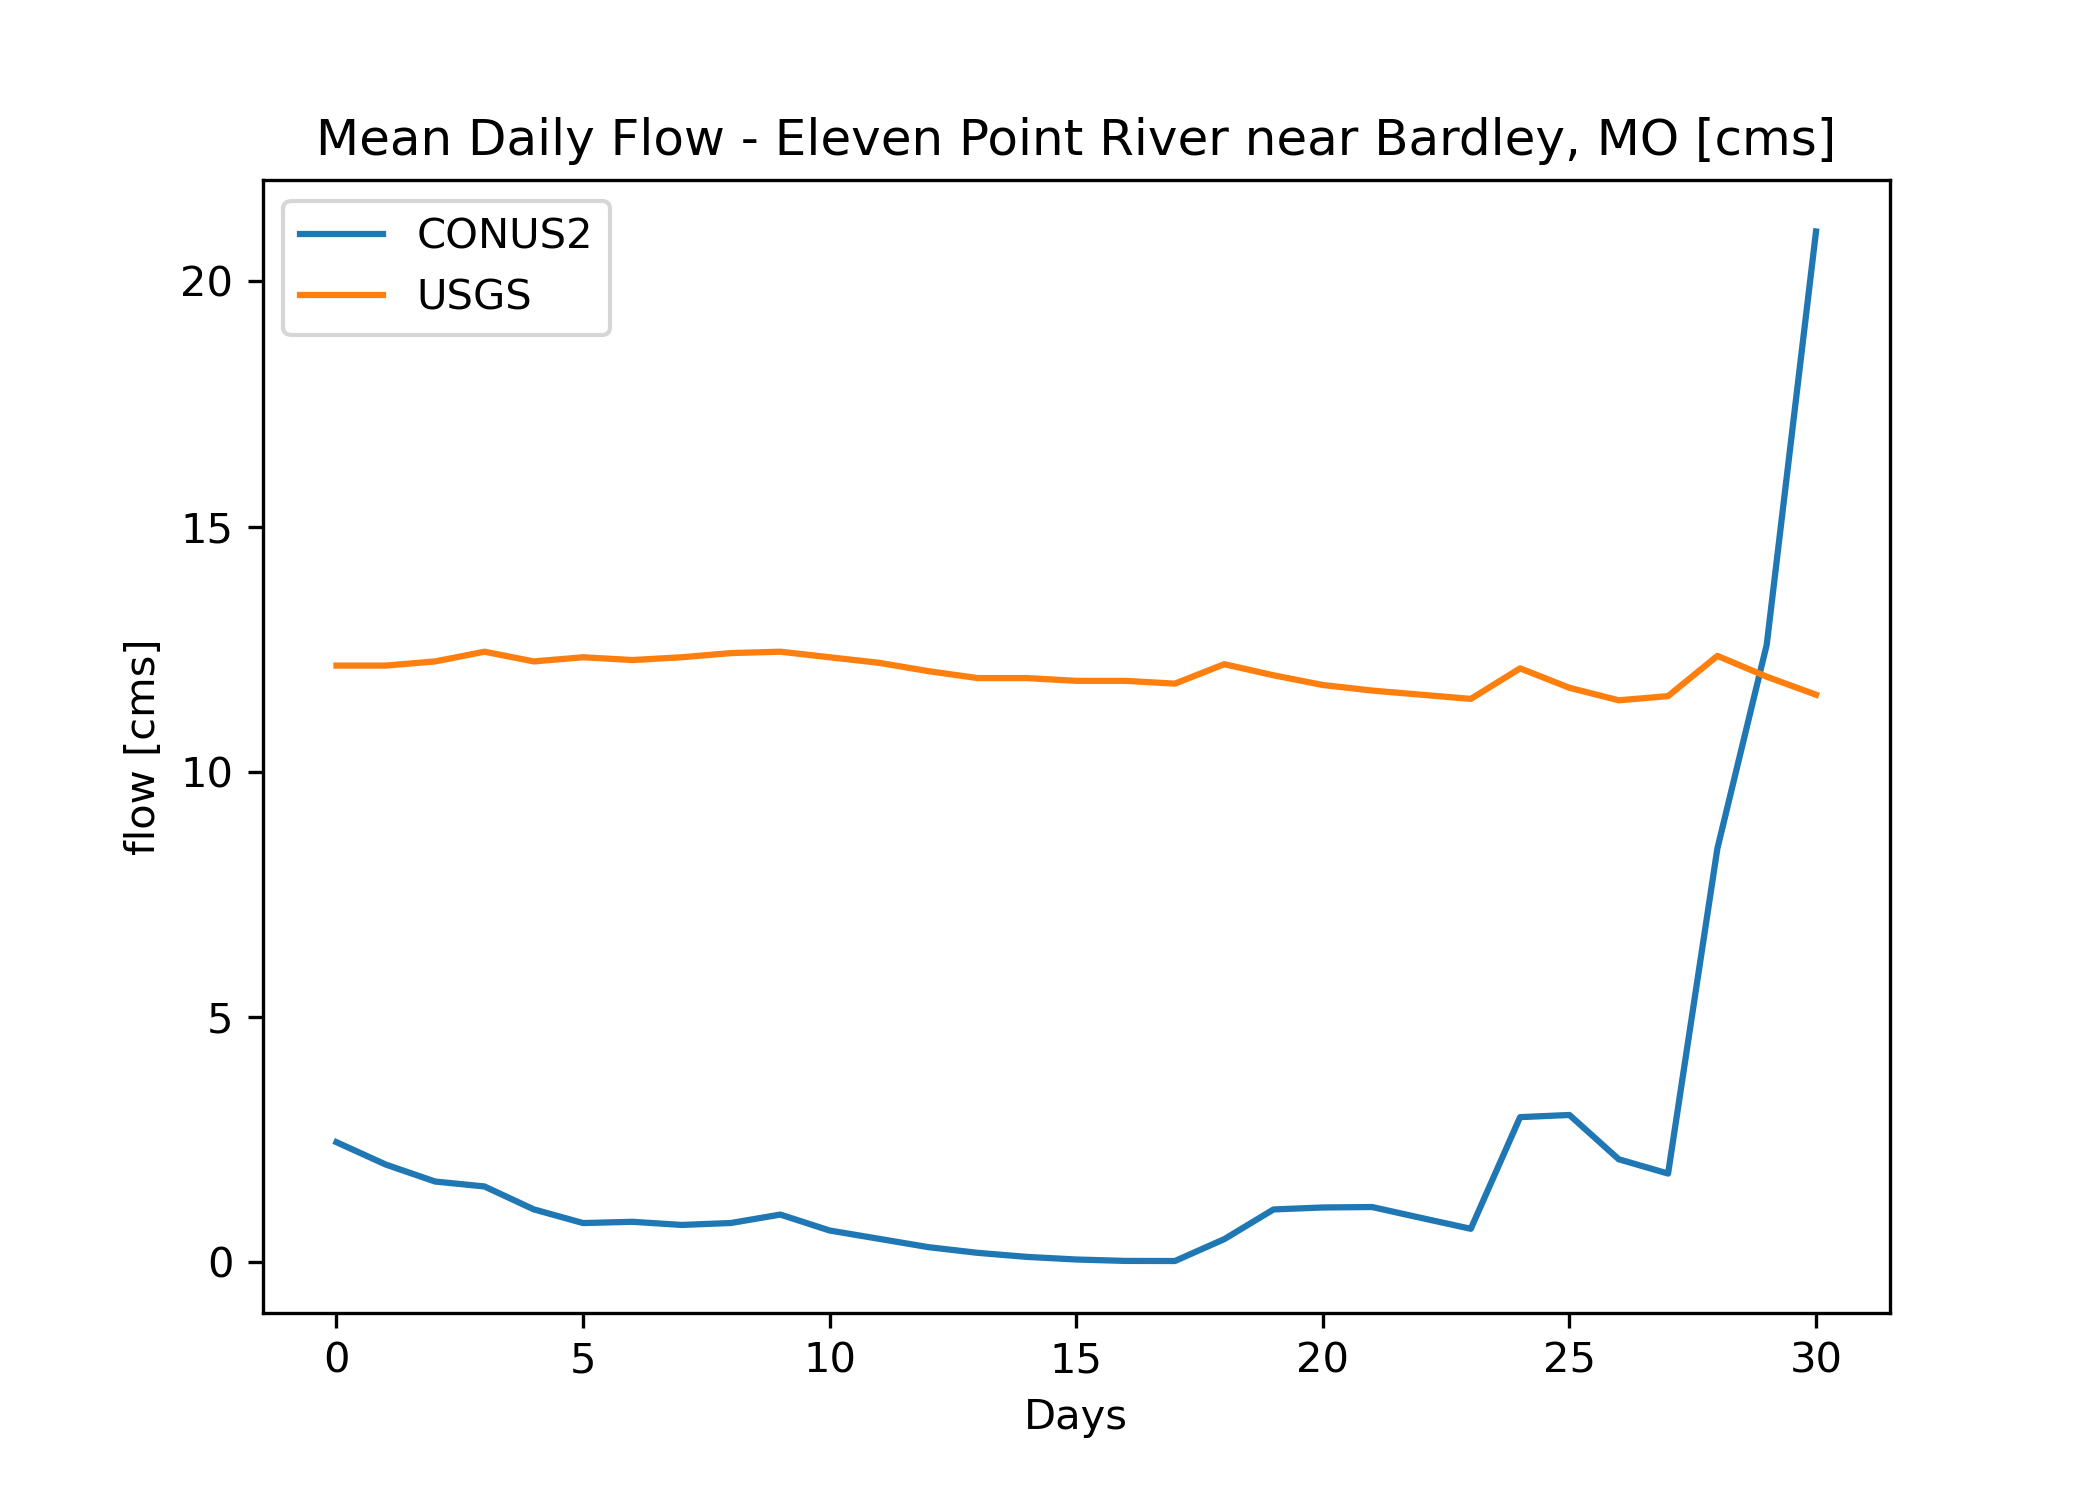 Mean Daily Flow - Eleven Point River near Bardley, MO [cms]
CONUS2
USGS
flow [cms]
20
15
10
5
0
0 5 10 15 20 25 30
Days